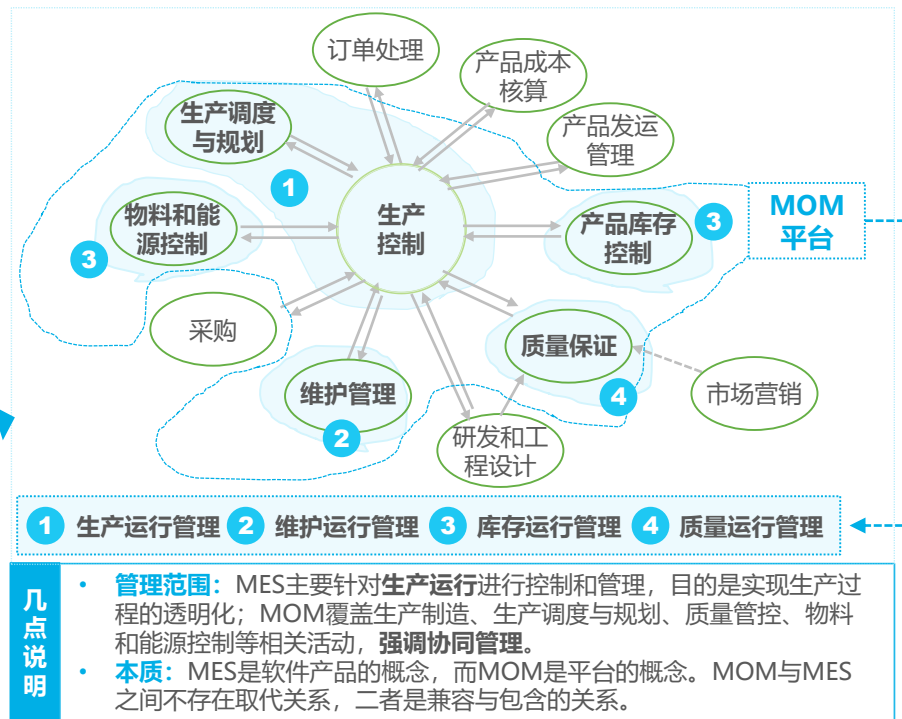 订单处理
产品成本
核算
生产调度
与规划
产品发运
管理
1
物料和能
源控制
3
生产
控制
产品库存
控制
3
MOM
平台
采购
质量保证
4
维护管理
2
市场营销
研发和工
程设计
1 生产运行管理 2 维护运行管理 3 库存运行管理 4 质量运行管理
几点说明
• 管理范围：MES主要针对生产运行进行控制和管理，目的是实现生产过
程的透明化；MOM覆盖生产制造、生产调度与规划、质量管控、物料
和能源控制等相关活动，强调协同管理。
• 本质：MES是软件产品的概念，而MOM是平台的概念。MOM与MES
之间不存在取代关系，二者是兼容与包含的关系。